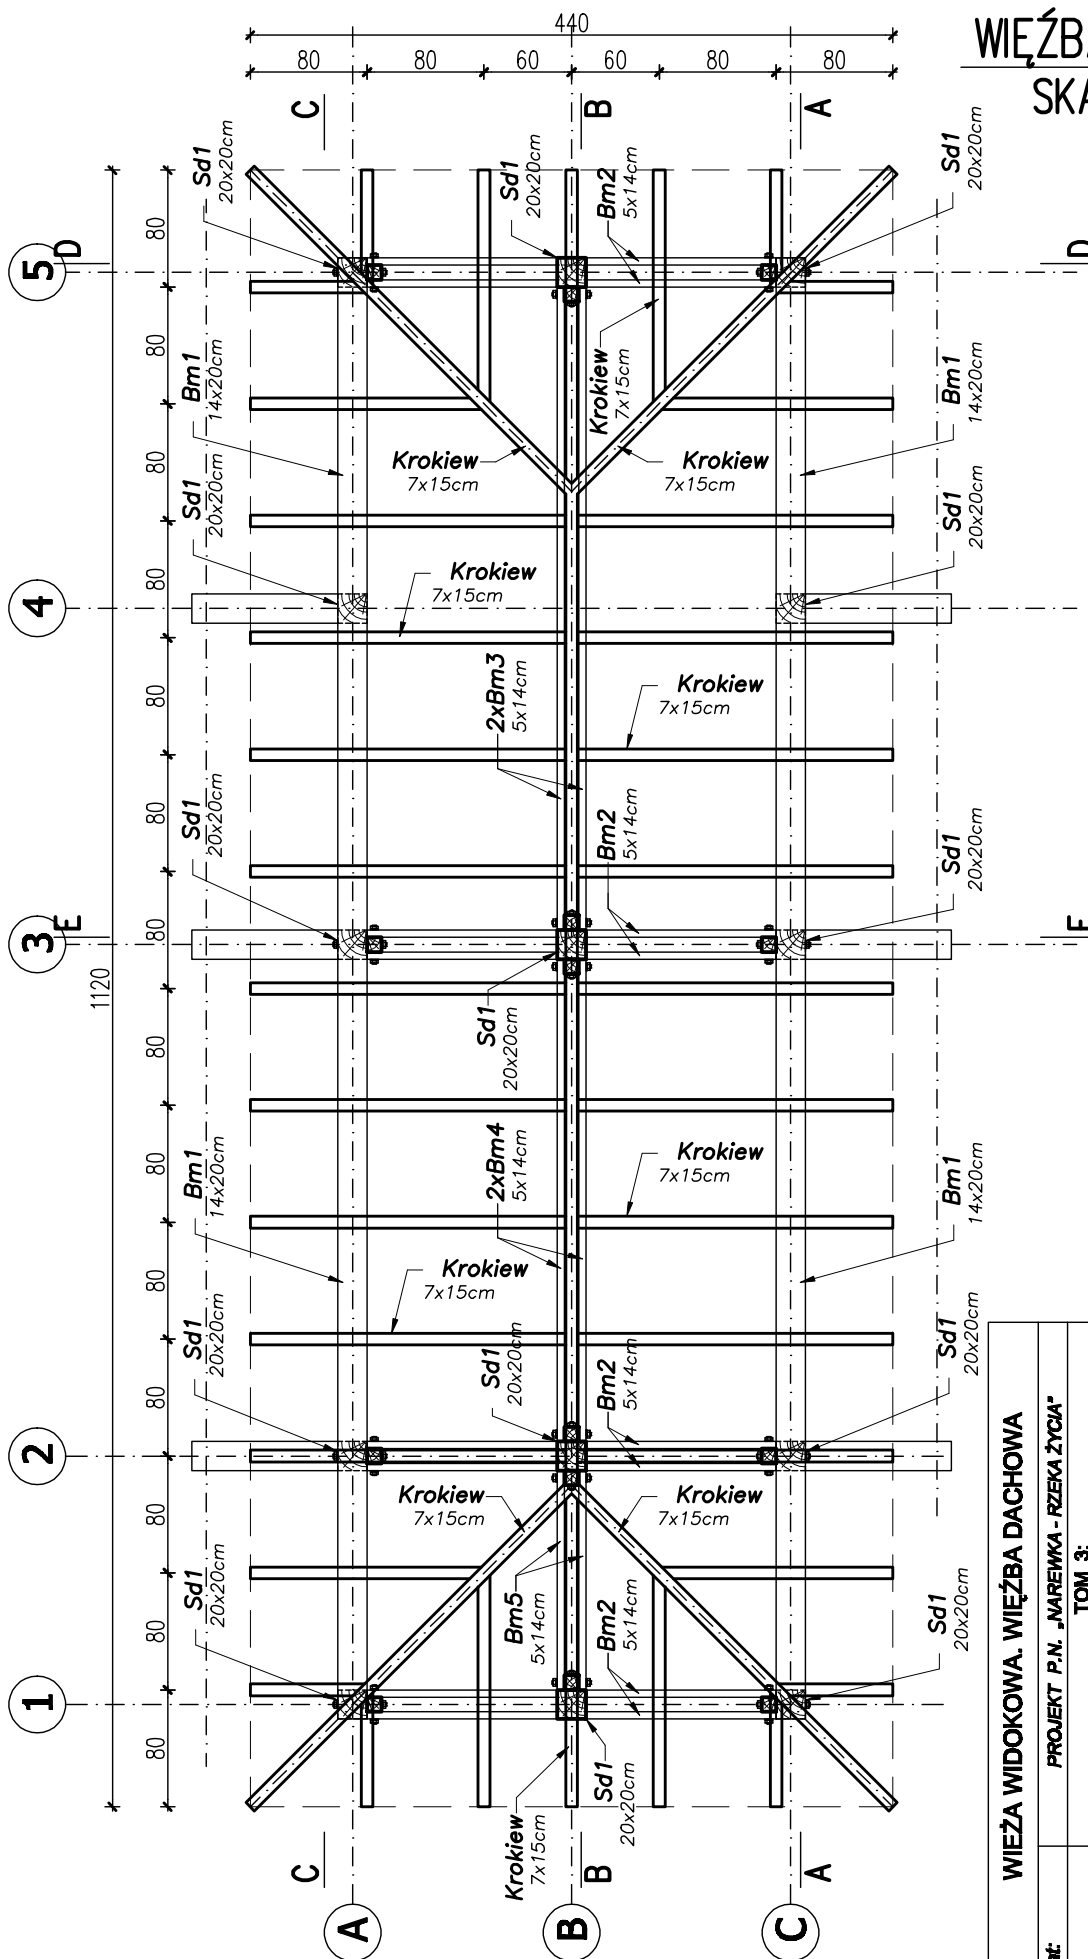 WIĘŹB
SKA
440
80
80
60
60
80
80
C
B
A
Sd1
20x20cm
Sd1
20x20cm
Bm2
5x14cm
Sd1
20x20cm
5
D
D
80
80
80
80
80
80
80
80
80
80
80
80
80
80
1120
Bm1
14x20cm
Krokiew
7x15cm
Bm1
14x20cm
Krokiew
7x15cm
Krokiew
7x15cm
Sd1
20x20cm
Sd1
20x20cm
4
Krokiew
7x15cm
2xBm3
5x14cm
Krokiew
7x15cm
Sd1
20x20cm
Bm2
5x14cm
Sd1
20x20cm
3
E
Sd1
20x20cm
Bm1
14x20cm
2xBm4
5x14cm
Krokiew
7x15cm
Bm1
14x20cm
Krokiew
7x15cm
Sd1
20x20cm
Sd1
20x20cm
Bm2
5x14cm
Sd1
20x20cm
2
Krokiew
7x15cm
Krokiew
7x15cm
Sd1
20x20cm
Bm5
5x14cm
Bm2
5x14cm
Sd1
20x20cm
1
Krokiew
7x15cm
Sd1
20x20cm
C
B
A
A
B
C
WIEŻA WIDOKOWA. WIĘŹBA DACHOWA
PROJEKT P.N. „NAREWKA - RZEKA ŻYCIA"
TOM 3: